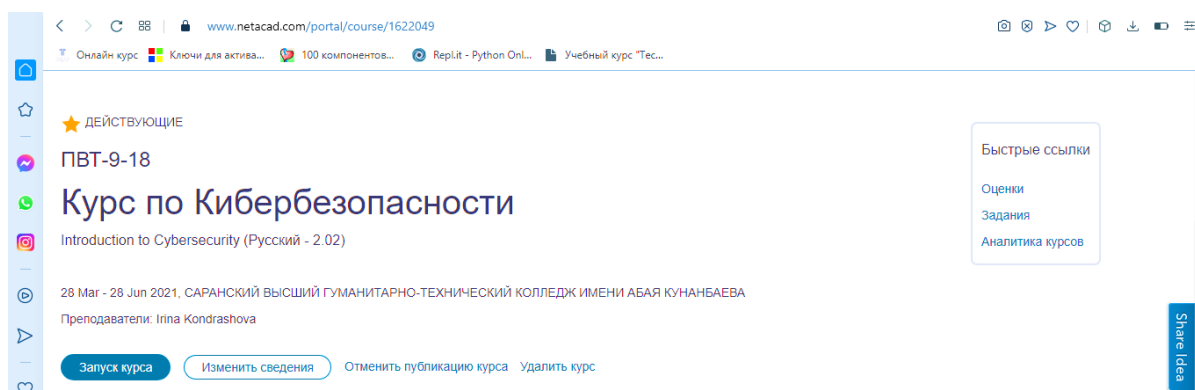 www.netacad.com/portal/course/1622049
Онлайн курс Ключи для актива... 100 компонентов... Repl.it - Python Onl... Учебный курс "Тес...
ДЕЙСТВУЮЩИЕ
ПВТ-9-18
Курс по Кибербезопасности
Introduction to Cybersecurity (Русский - 2.02)
28 Mar - 28 Jun 2021, САРАНСКИЙ ВЫСШИЙ ГУМАНИТАРНО-ТЕХНИЧЕСКИЙ КОЛЛЕДЖ ИМЕНИ АБАЯ КУНАНБАЕВА
Преподаватели: Irina Kondrashova
Запуск курса Изменить сведения Отменить публикацию курса Удалить курс
Быстрые ссылки
Оценки
Задания
Аналитика курсов
Share Idea